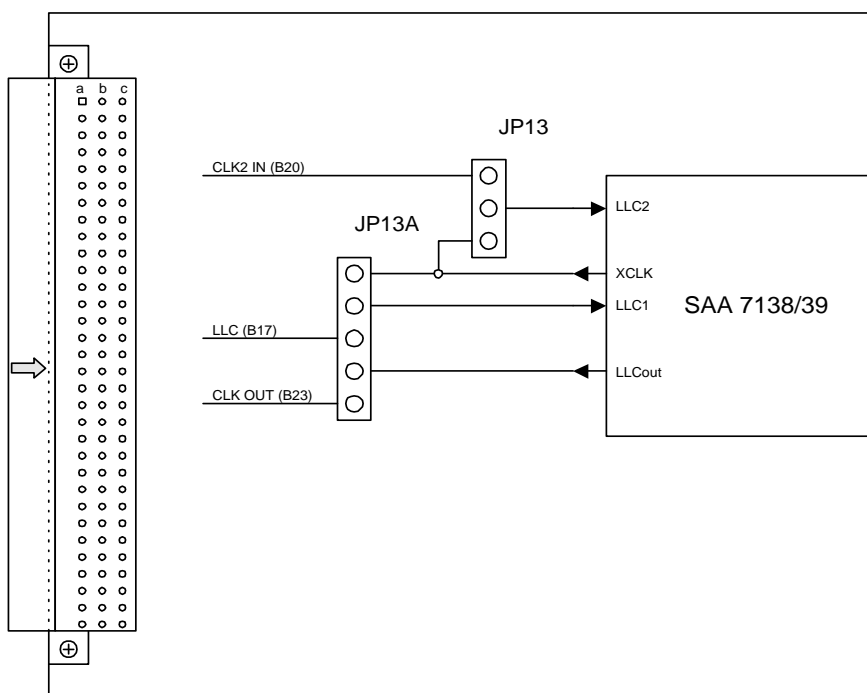 a b c
JP13
CLK2 IN (B20)
LLC2
JP13A
XCLK
LLC1
SAA 7138/39
LLC (B17)
LLCout
CLK OUT (B23)